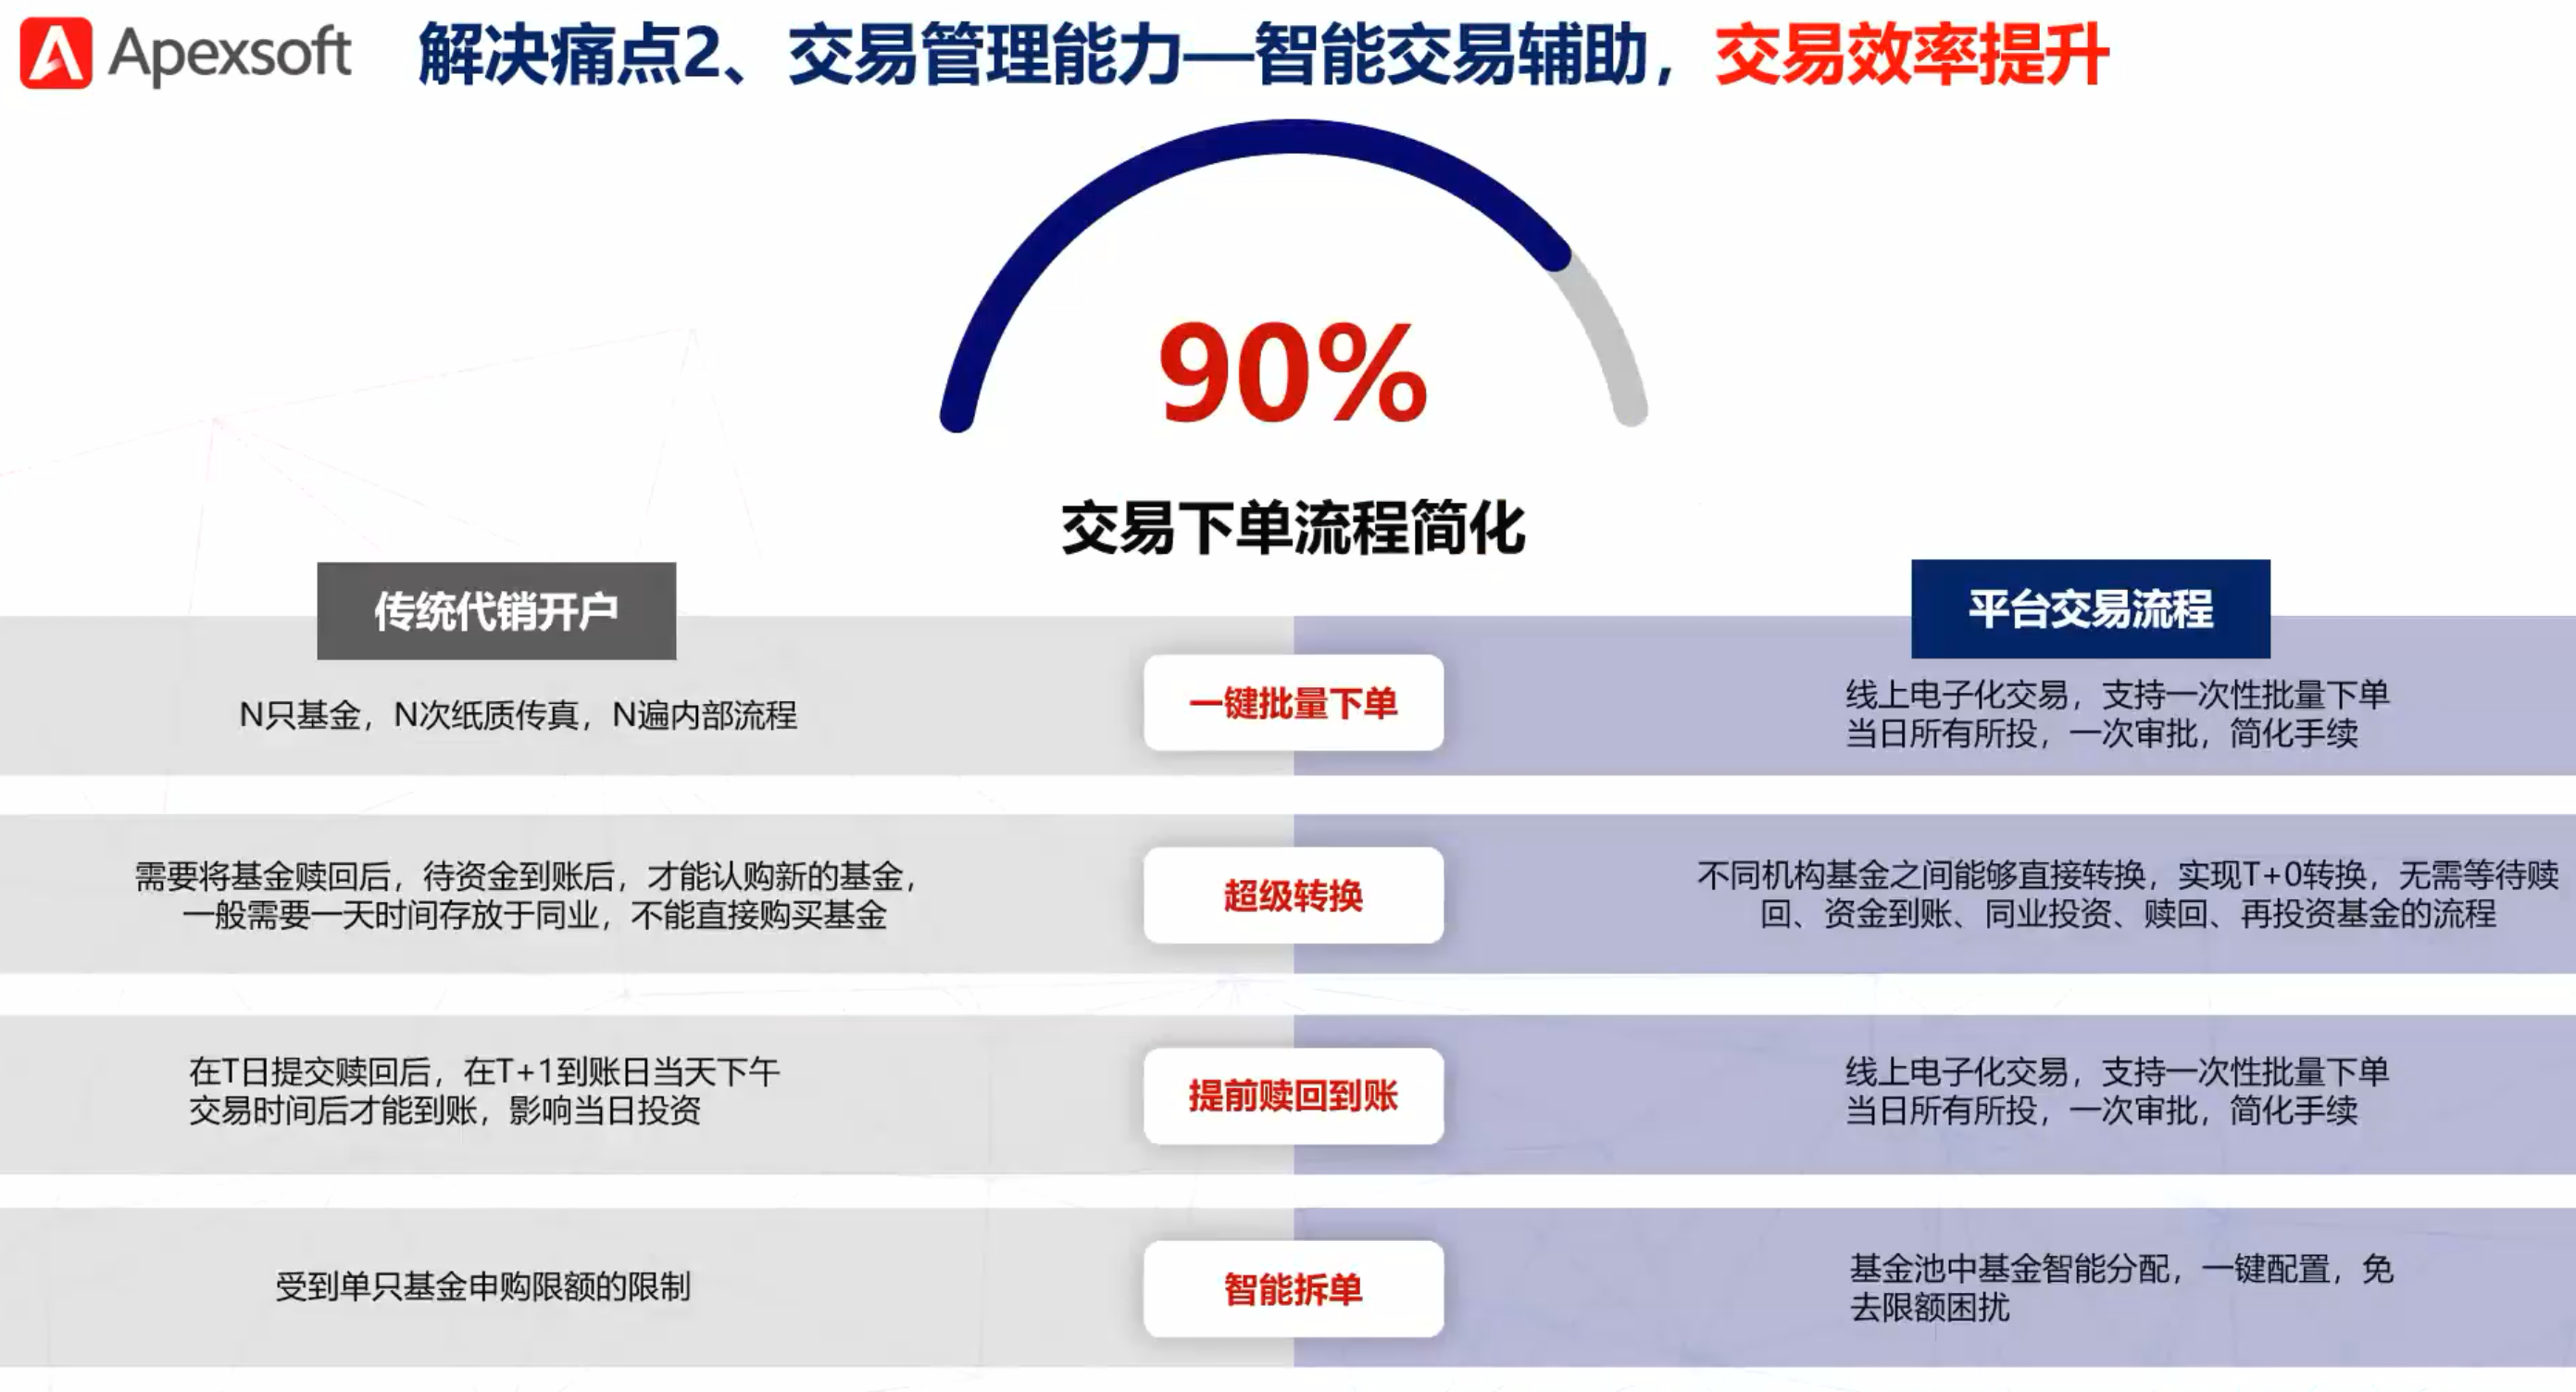 Apexsoft
解决痛点2、交易管理能力—智能交易辅助，交易效率提升
90%
交易下单流程简化
传统代销开户
平台交易流程
N只基金，N次纸质传真，N遍内部流程
一键批量下单
线上电子化交易，支持一次性批量下单
当日所有所投，一次审批，简化手续
需要将基金赎回后，待资金到账后，才能认购新的基金，
一般需要一天时间存放于同业，不能直接购买基金
超级转换
不同机构基金之间能够直接转换，实现T+0转换，无需等待赎
回、资金到账、同业投资、赎回、再投资基金的流程
在T日提交赎回后，在T+1到账日当天下午
交易时间后才能到账，影响当日投资
提前赎回到账
线上电子化交易，支持一次性批量下单
当日所有所投，一次审批，简化手续
受到单只基金申购限额的限制
智能拆单
基金池中基金智能分配，一键配置，免
去限额困扰